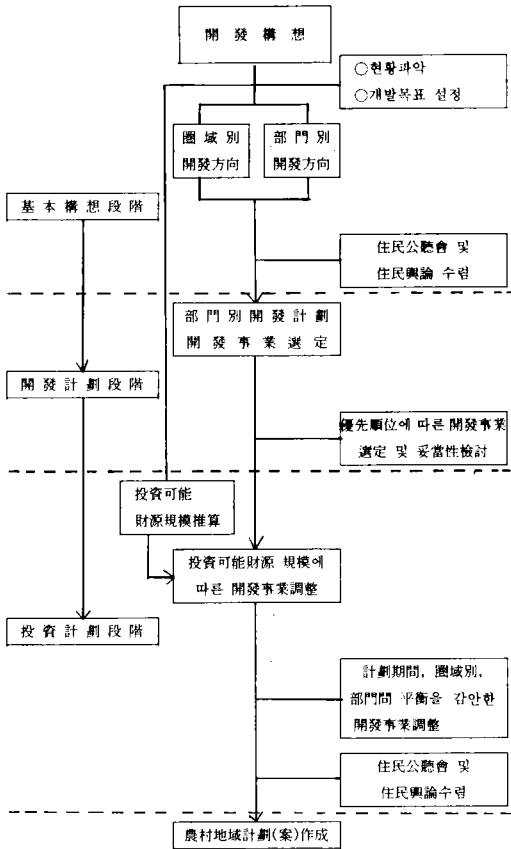 開發構想
○현황파악
○개발목표 설정
圈域別
開發方向
部門別
開發方向
基本構想段階
住民公聽會 및
住民輿論 수렴
部門別開發計劃
開發事業選定
開發計劃段階
優先順位에 따른 開發事業
選定 및 妥當性檢討
投資可能
財源規模推算
投資可能財源 規模에
따른 開發事業調整
投資計劃段階
計劃期間, 圈域別,
部門間 平衡을 감안한
開發事業調整
住民公聽會 및
住民輿論수렴
農村地域計劃(案)作成